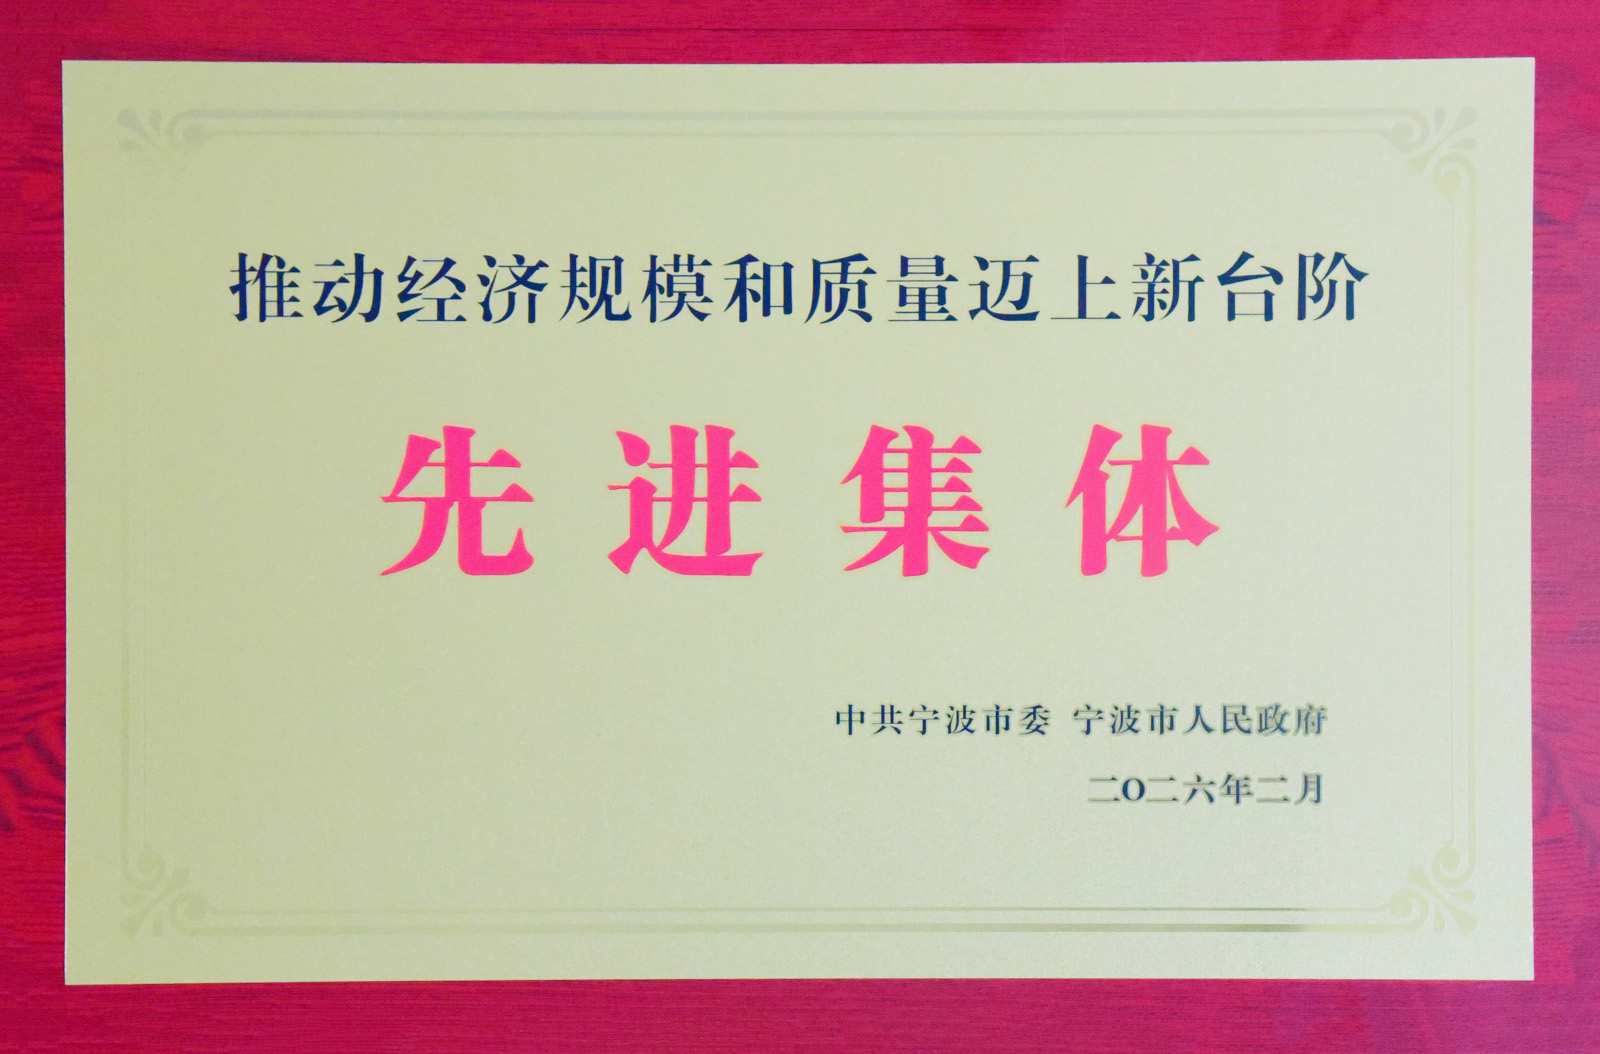 推动经济规模和质量迈上新台阶
先进集体
中共宁波市委 宁波市人民政府
二〇二六年二月